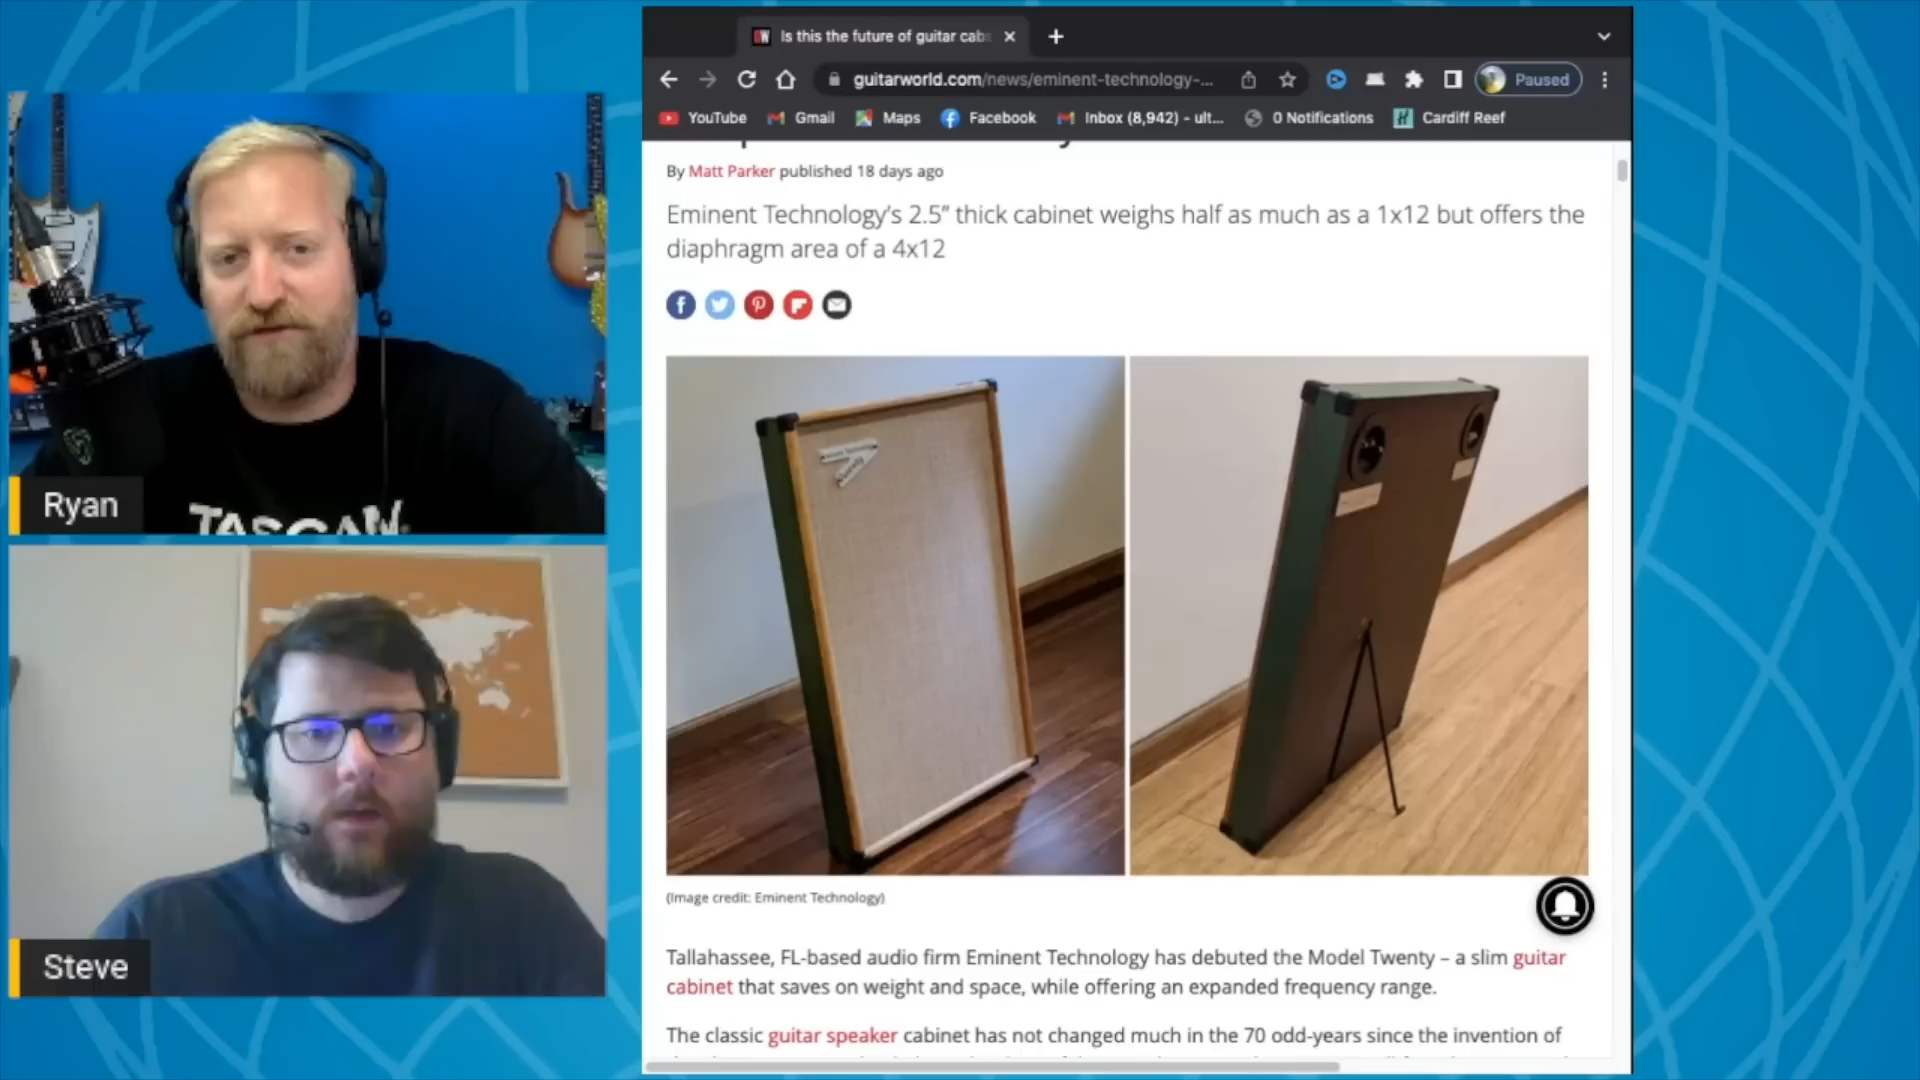 Is this the future of guitar cab
guitarworld.com/news/eminent-technology-...
Paused
YouTube
Gmail
Maps
Facebook
Inbox (8,942) - ult...
0 Notifications
Cardiff Reef
By Matt Parker published 18 days ago
Eminent Technology's 2.5” thick cabinet weighs half as much as a 1x12 but offers the
diaphragm area of a 4x12
(Image credit: Eminent Technology)
Tallahassee, FL-based audio firm Eminent Technology has debuted the Model Twenty – a slim guitar
cabinet that saves on weight and space, while offering an expanded frequency range.
The classic guitar speaker cabinet has not changed much in the 70 odd-years since the invention of
TASCAM
Ryan
Steve